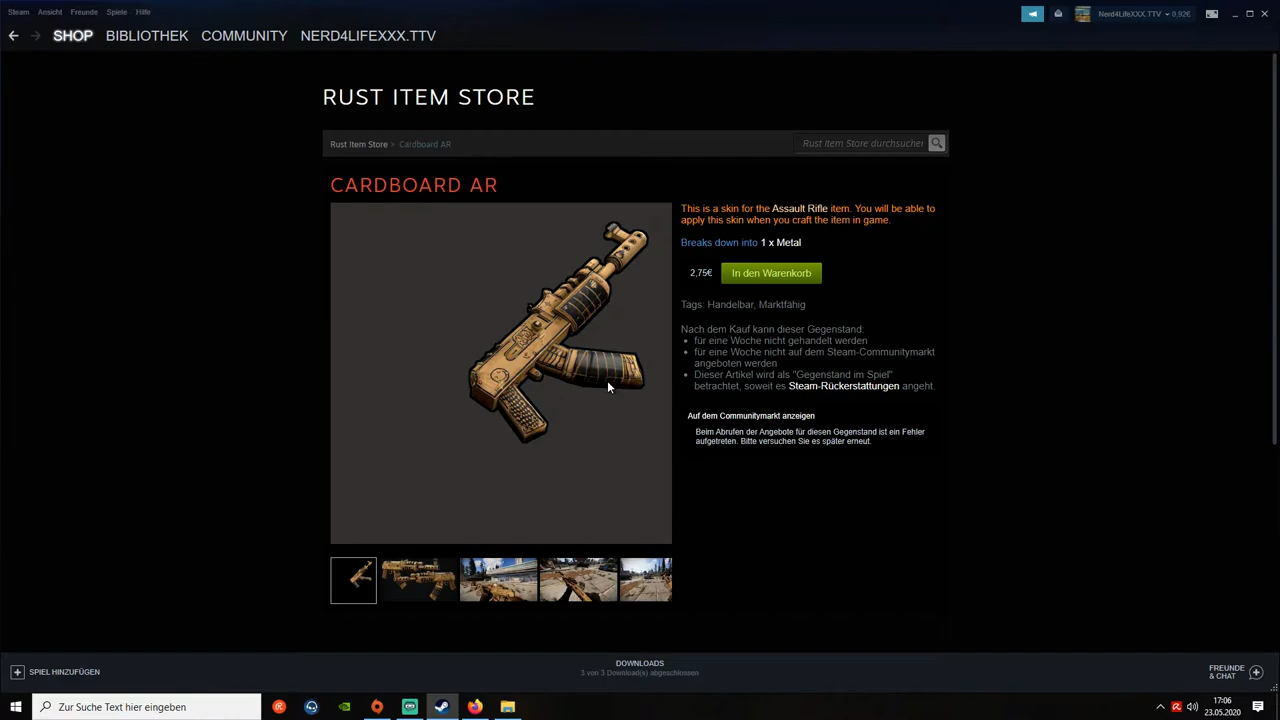 Steam Ansicht Freunde Spiele Hilfe
Nerd4LifeXXX.TTV 0,92€
SHOP BIBLIOTHEK COMMUNITY NERD4LIFEXXX.TTV
RUST ITEM STORE
Rust Item Store > Cardboard AR
Rust Item Store durchsuchen
CARDBOARD AR
This is a skin for the Assault Rifle item. You will be able to
apply this skin when you craft the item in game.
Breaks down into 1 x Metal
2,75€ In den Warenkorb
Tags: Handelbar, Marktfähig
Nach dem Kauf kann dieser Gegenstand:
für eine Woche nicht gehandelt werden
für eine Woche nicht auf dem Steam-Communitymarkt
angeboten werden
Dieser Artikel wird als "Gegenstand im Spiel"
betrachtet, soweit es Steam-Rückerstattungen angeht.
Auf dem Communitymarkt anzeigen
Beim Abrufen der Angebote für diesen Gegenstand ist ein Fehler
aufgetreten. Bitte versuchen Sie es später erneut.
SPIEL HINZUFÜGEN
DOWNLOADS
3 von 3 Download(s) abgeschlossen
FREUNDE
& CHAT
Zur Suche Text hier eingeben
17:06
23.05.2020